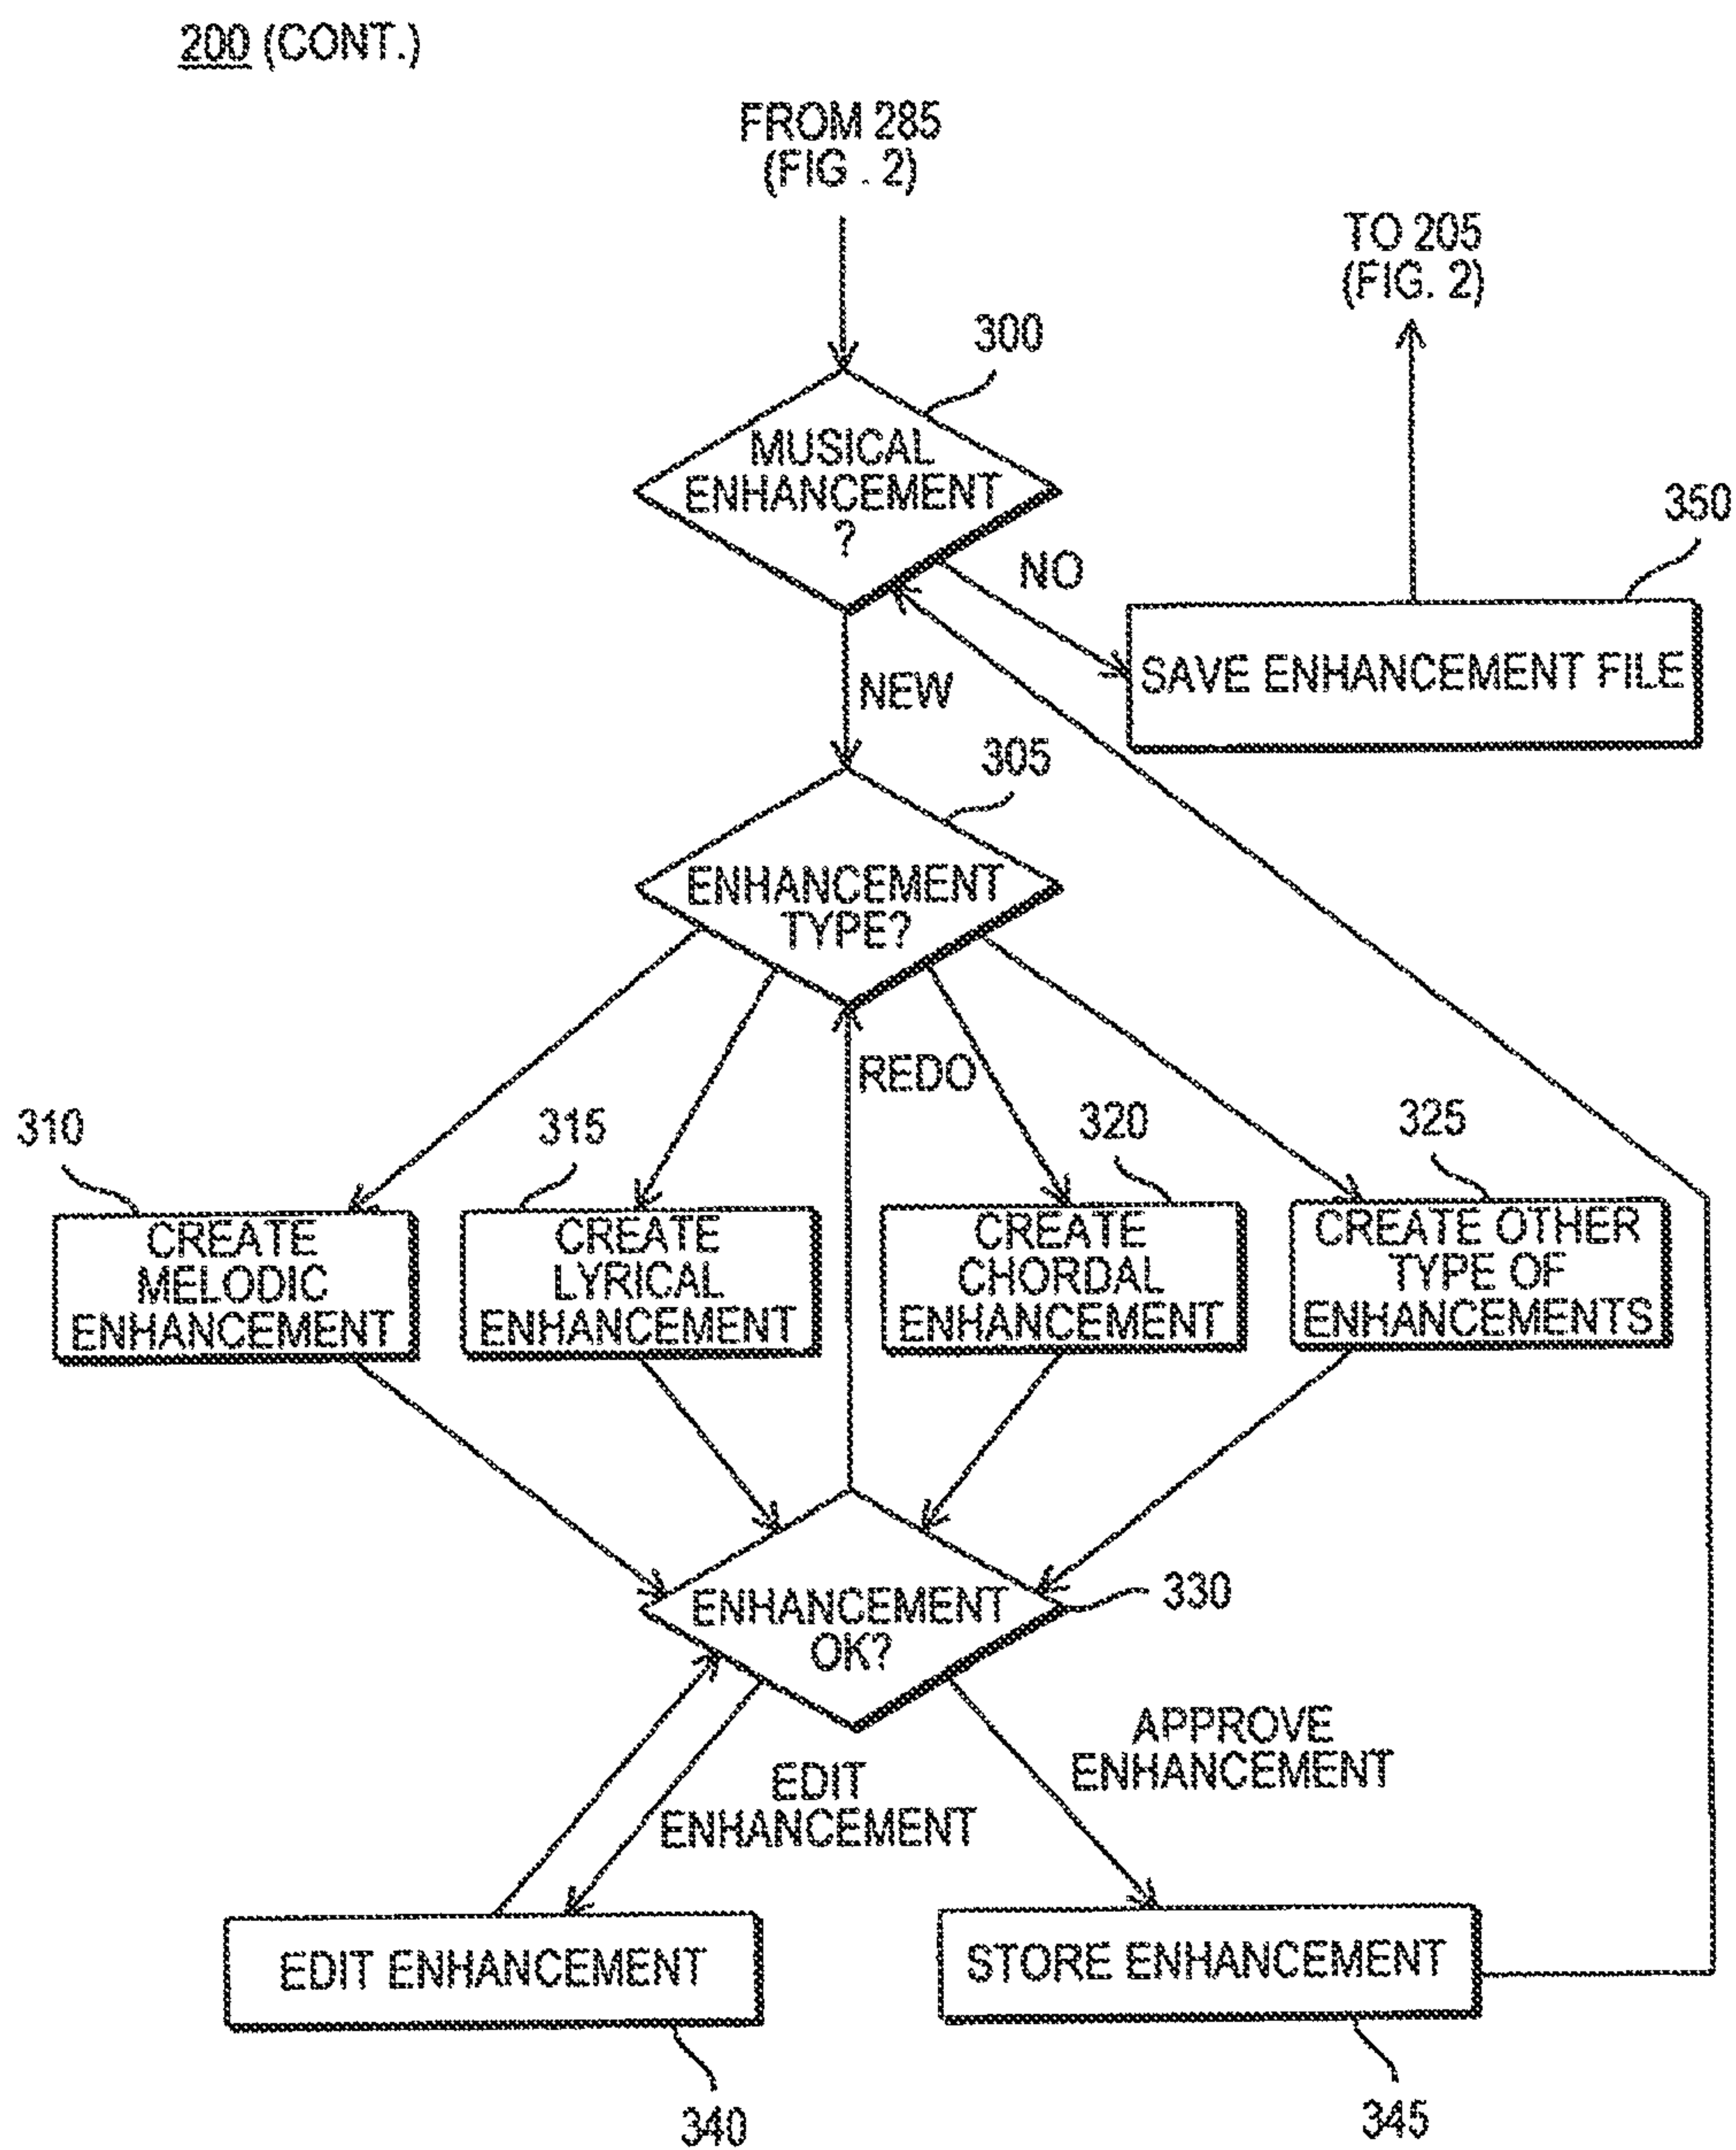 200 (CONT.)
FROM 285
(FIG . 2)
TO 205
(FIG. 2)
300
MUSICAL
ENHANCEMENT
?
NO
350
SAVE ENHANCEMENT FILE
NEW
305
ENHANCEMENT
TYPE?
REDO
310
CREATE
MELODIC
ENHANCEMENT
315
CREATE
LYRICAL
ENHANCEMENT
320
CREATE
CHORDAL
ENHANCEMENT
325
CREATE OTHER
TYPE OF
ENHANCEMENTS
ENHANCEMENT
OK?
330
EDIT
ENHANCEMENT
APPROVE
ENHANCEMENT
EDIT ENHANCEMENT
340
STORE ENHANCEMENT
345